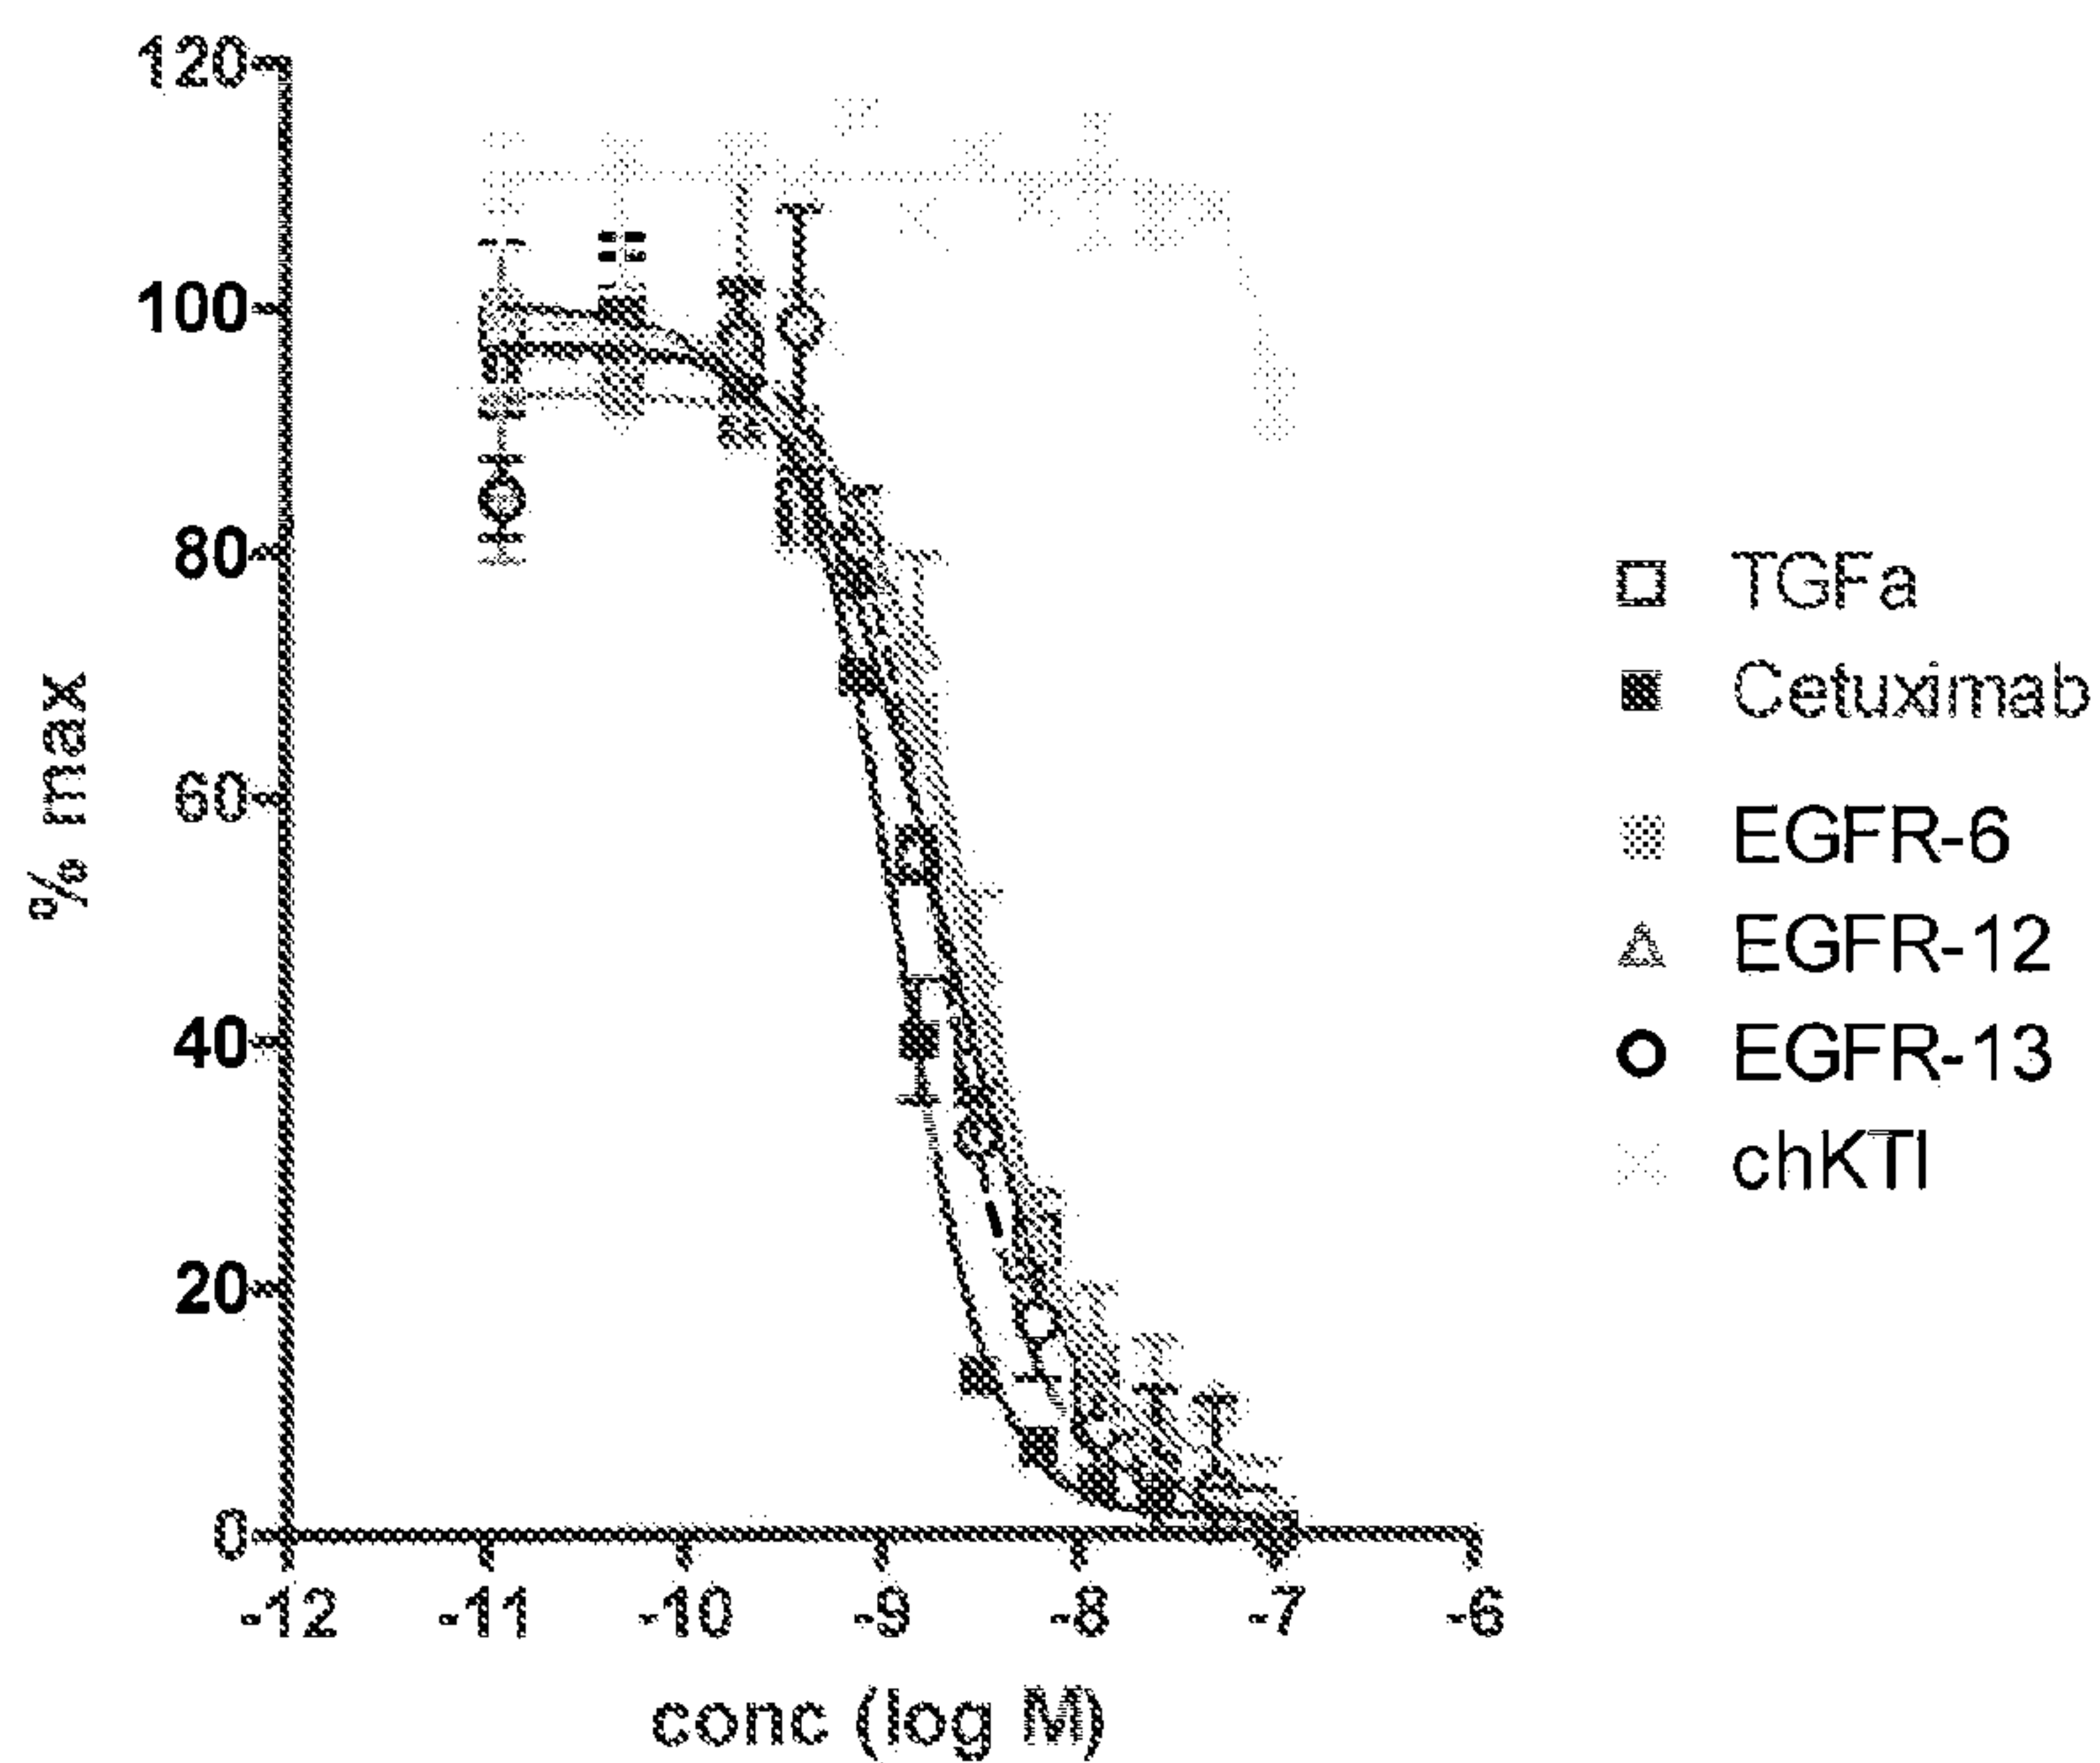 120
100
80
60
40
20
0
% max
-12 -11 -10 -9 -8 -7 -6
conc (log M)
TGFa
Cetuximab
EGFR-6
EGFR-12
EGFR-13
chKTI